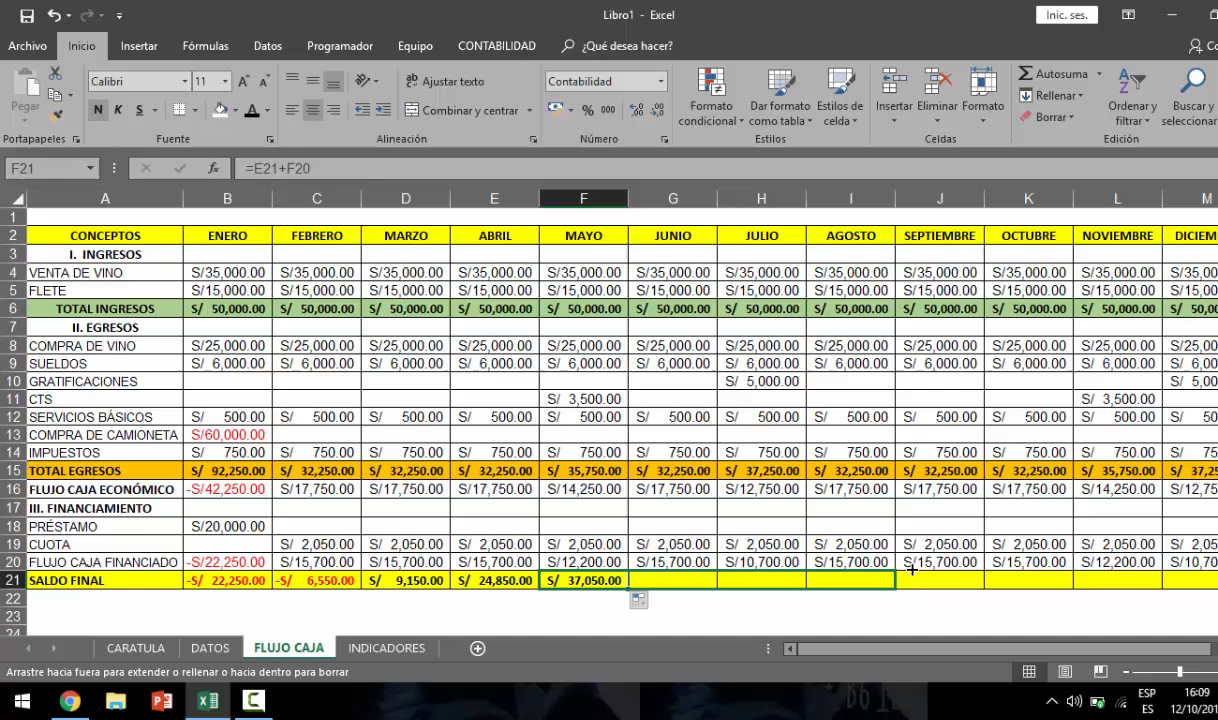 Libro1 - Excel Inic. ses.
Archivo Inicio Insertar Fórmulas Datos Programador Equipo CONTABILIDAD ¿Qué desea hacer?
Pegar Calibri 11 Ajustar texto Contabilidad Formato condicional Dar formato como tabla Estilos de celda Insertar Eliminar Formato Autosuma Rellenar Borrar Ordenar y filtrar Buscar y seleccionar
N K S Combinar y centrar % 000
Portapapeles Fuente Alineación Número Estilos Celdas Edición
F21 fx =E21+F20
A B C D E F G H I J K L M
1
2 CONCEPTOS ENERO FEBRERO MARZO ABRIL MAYO JUNIO JULIO AGOSTO SEPTIEMBRE OCTUBRE NOVIEMBRE DICIEM
3 I. INGRESOS
4 VENTA DE VINO S/35,000.00 S/35,000.00 S/35,000.00 S/35,000.00 S/35,000.00 S/35,000.00 S/35,000.00 S/35,000.00 S/35,000.00 S/35,000.00 S/35,000.00 S/35,00
5 FLETE S/15,000.00 S/15,000.00 S/15,000.00 S/15,000.00 S/15,000.00 S/15,000.00 S/15,000.00 S/15,000.00 S/15,000.00 S/15,000.00 S/15,000.00 S/15,00
6 TOTAL INGRESOS S/ 50,000.00 S/ 50,000.00 S/ 50,000.00 S/ 50,000.00 S/ 50,000.00 S/ 50,000.00 S/ 50,000.00 S/ 50,000.00 S/ 50,000.00 S/ 50,000.00 S/ 50,000.00 S/ 50,00
7 II. EGRESOS
8 COMPRA DE VINO S/25,000.00 S/25,000.00 S/25,000.00 S/25,000.00 S/25,000.00 S/25,000.00 S/25,000.00 S/25,000.00 S/25,000.00 S/25,000.00 S/25,000.00 S/25,00
9 SUELDOS S/ 6,000.00 S/ 6,000.00 S/ 6,000.00 S/ 6,000.00 S/ 6,000.00 S/ 6,000.00 S/ 6,000.00 S/ 6,000.00 S/ 6,000.00 S/ 6,000.00 S/ 6,000.00 S/ 6,00
10 GRATIFICACIONES S/ 5,000.00 S/ 5,00
11 CTS S/ 3,500.00 S/ 3,500.00
12 SERVICIOS BÁSICOS S/ 500.00 S/ 500.00 S/ 500.00 S/ 500.00 S/ 500.00 S/ 500.00 S/ 500.00 S/ 500.00 S/ 500.00 S/ 500.00 S/ 500.00 S/ 50
13 COMPRA DE CAMIONETA S/60,000.00
14 IMPUESTOS S/ 750.00 S/ 750.00 S/ 750.00 S/ 750.00 S/ 750.00 S/ 750.00 S/ 750.00 S/ 750.00 S/ 750.00 S/ 750.00 S/ 750.00 S/ 75
15 TOTAL EGRESOS S/ 92,250.00 S/ 32,250.00 S/ 32,250.00 S/ 32,250.00 S/ 35,750.00 S/ 32,250.00 S/ 37,250.00 S/ 32,250.00 S/ 32,250.00 S/ 32,250.00 S/ 35,750.00 S/ 37,25
16 FLUJO CAJA ECONÓMICO -S/42,250.00 S/17,750.00 S/17,750.00 S/17,750.00 S/14,250.00 S/17,750.00 S/12,750.00 S/17,750.00 S/17,750.00 S/17,750.00 S/14,250.00 S/12,75
17 III. FINANCIAMIENTO
18 PRÉSTAMO S/20,000.00
19 CUOTA S/ 2,050.00 S/ 2,050.00 S/ 2,050.00 S/ 2,050.00 S/ 2,050.00 S/ 2,050.00 S/ 2,050.00 S/ 2,050.00 S/ 2,050.00 S/ 2,050.00 S/ 2,05
20 FLUJO CAJA FINANCIADO -S/22,250.00 S/15,700.00 S/15,700.00 S/15,700.00 S/12,200.00 S/15,700.00 S/10,700.00 S/15,700.00 S/15,700.00 S/15,700.00 S/12,200.00 S/10,70
21 SALDO FINAL -S/ 22,250.00 -S/ 6,550.00 S/ 9,150.00 S/ 24,850.00 S/ 37,050.00
22
23
24
CARATULA DATOS FLUJO CAJA INDICADORES
Arrastre hacia fuera para extender o rellenar o hacia dentro para borrar
ESP ES 16:09